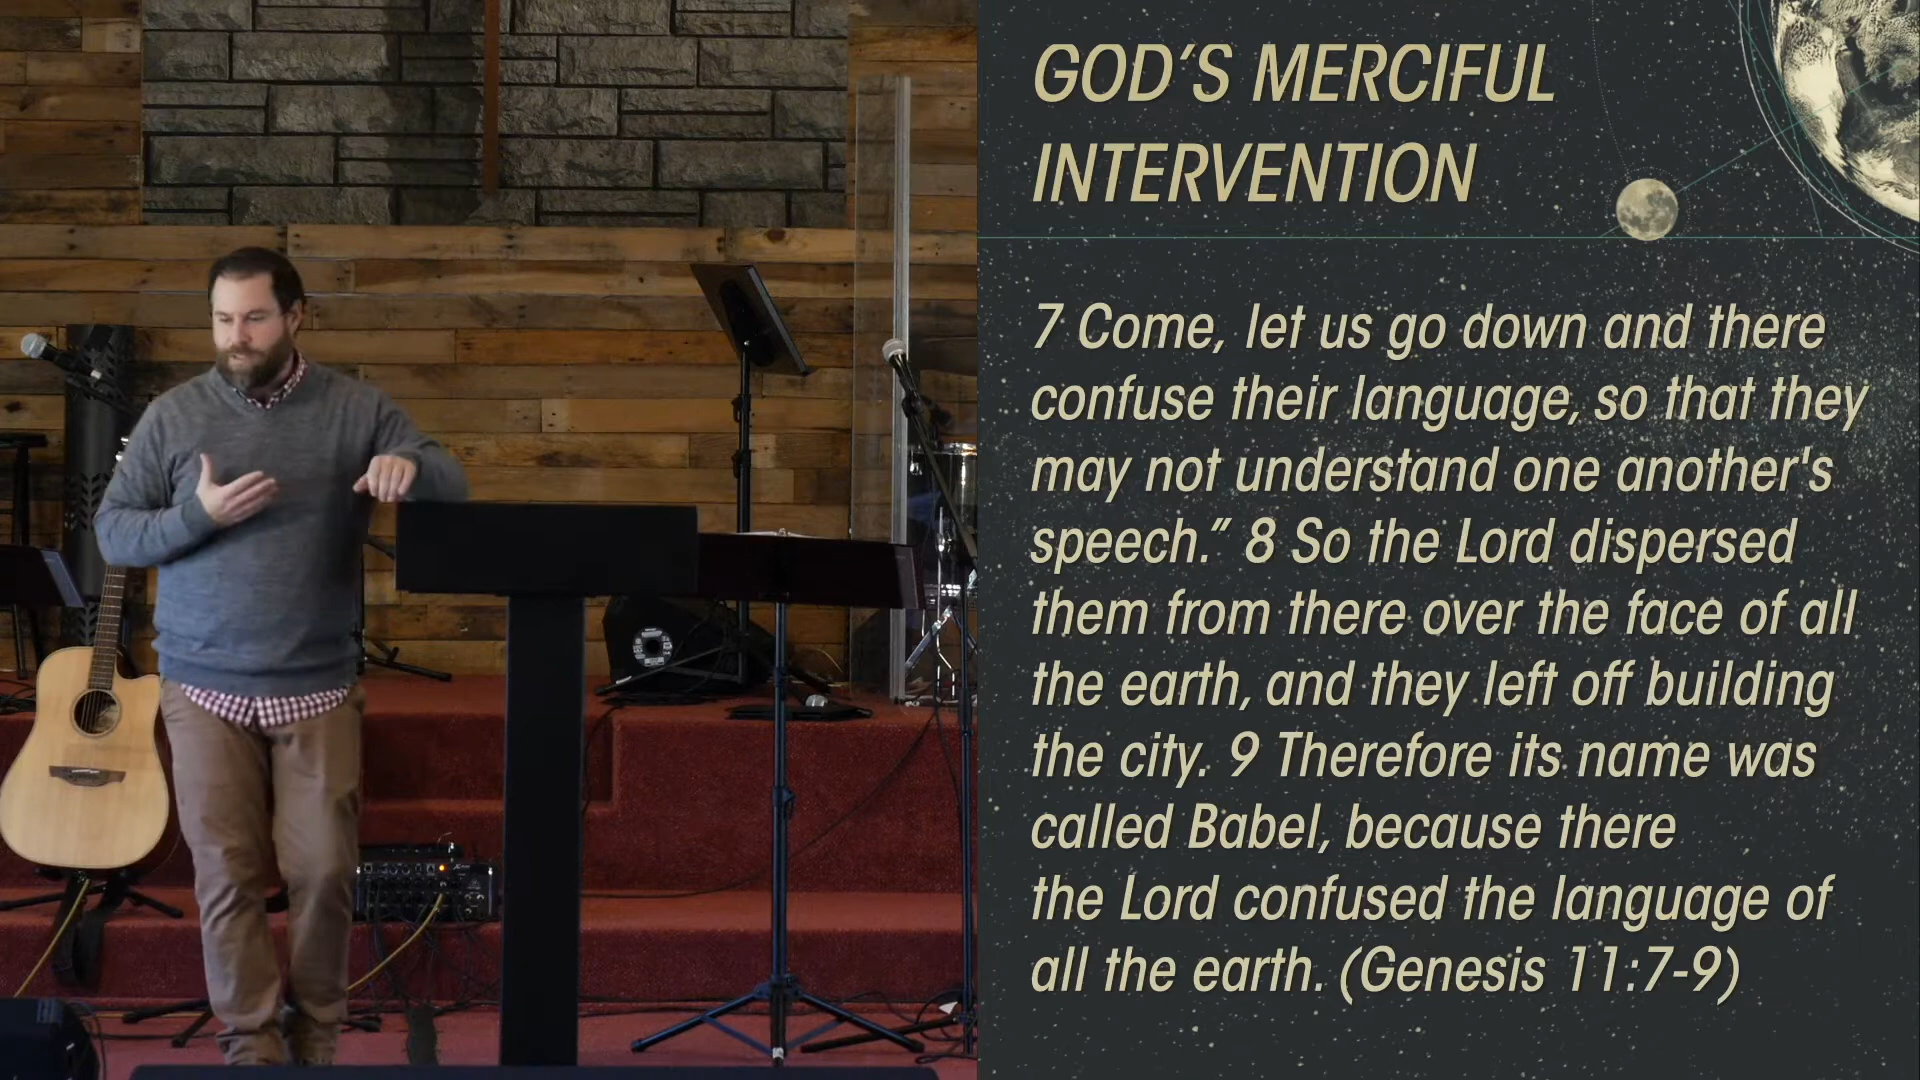 GOD’S MERCIFUL
INTERVENTION
7 Come, let us go down and there
confuse their language, so that they
may not understand one another's
speech.” 8 So the Lord dispersed
them from there over the face of all
the earth, and they left off building
the city. 9 Therefore its name was
called Babel, because there
the Lord confused the language of
all the earth. (Genesis 11:7-9)